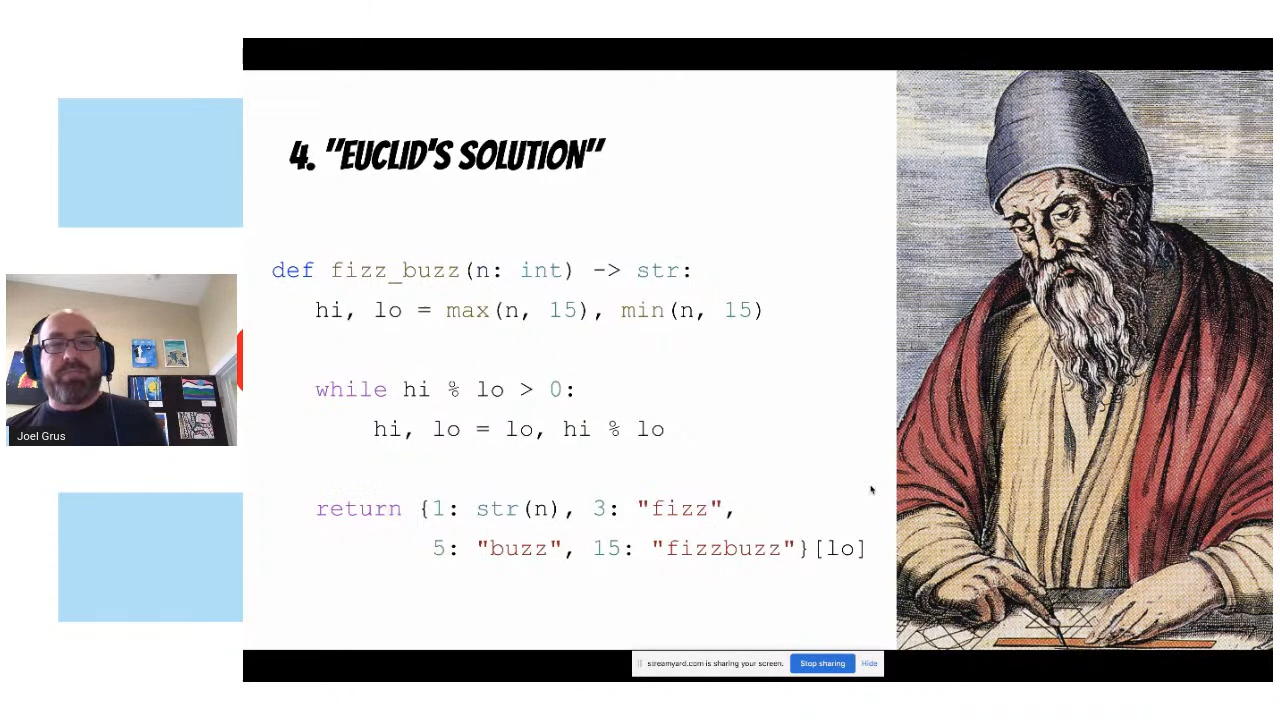 4. "EUCLID'S SOLUTION"
def fizz_buzz(n: int) -> str:
hi, lo = max(n, 15), min(n, 15)
while hi % lo > 0:
hi, lo = lo, hi % lo
return {1: str(n), 3: "fizz",
5: "buzz", 15: "fizzbuzz"}[lo]
Joel Grus
streamyard.com is sharing your screen. Stop sharing Hide